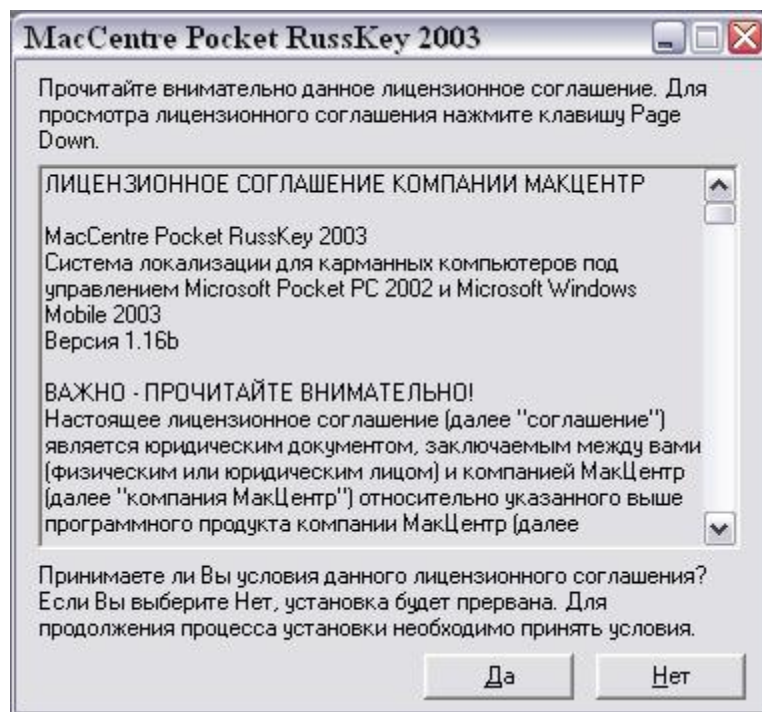 MacCentre Pocket RussKey 2003
Прочитайте внимательно данное лицензионное соглашение. Для
просмотра лицензионного соглашения нажмите клавишу Page
Down.
ЛИЦЕНЗИОННОЕ СОГЛАШЕНИЕ КОМПАНИИ МАКЦЕНТР
MacCentre Pocket RussKey 2003
Система локализации для карманных компьютеров под
управлением Microsoft Pocket PC 2002 и Microsoft Windows
Mobile 2003
Версия 1.16b
ВАЖНО - ПРОЧИТАЙТЕ ВНИМАТЕЛЬНО!
Настоящее лицензионное соглашение (далее "соглашение")
является юридическим документом, заключаемым между вами
(физическим или юридическим лицом) и компанией МакЦентр
(далее "компания МакЦентр") относительно указанного выше
программного продукта компании МакЦентр (далее
Принимаете ли Вы условия данного лицензионного соглашения?
Если Вы выберите Нет, установка будет прервана. Для
продолжения процесса установки необходимо принять условия.
Да Нет